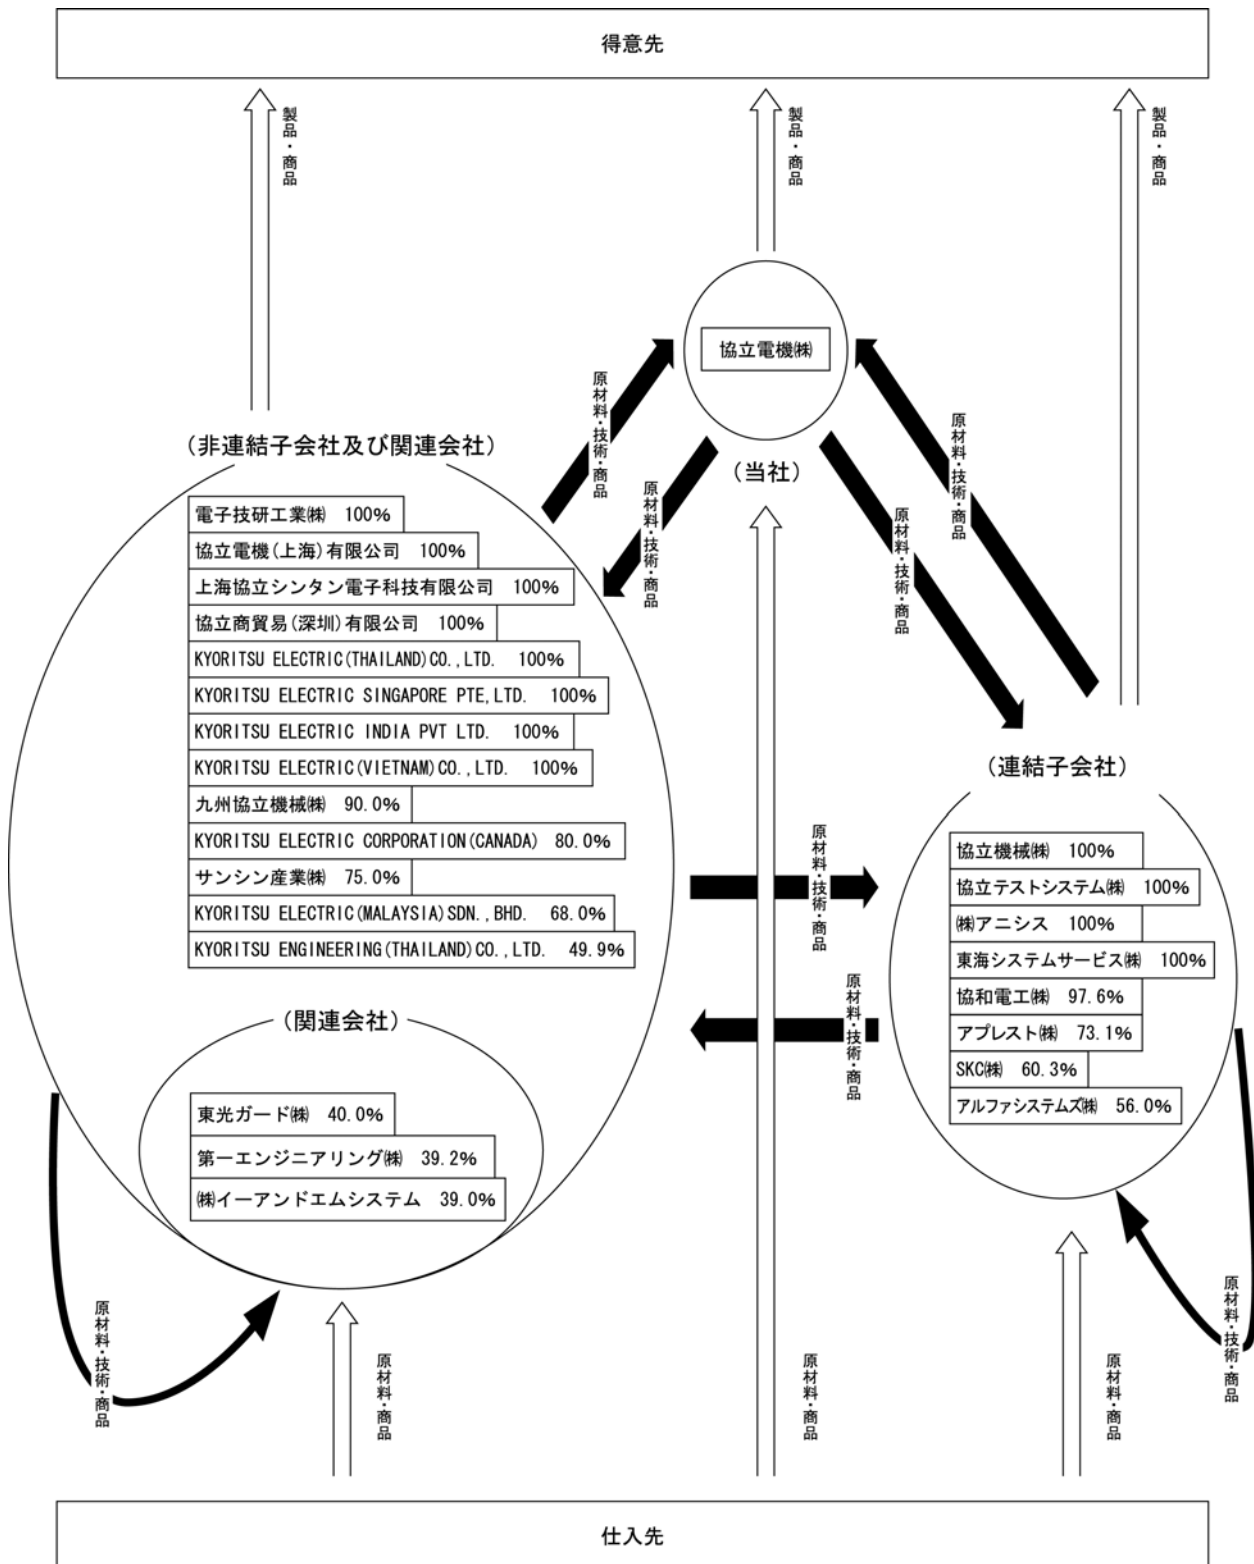 得意先
製品・商品
製品・商品
製品・商品
協立電機㈱
(当社)
原材料・技術・商品
原材料・技術・商品
原材料・技術・商品
原材料・技術・商品
(非連結子会社及び関連会社)
電子技研工業㈱ 100%
協立電機(上海)有限公司 100%
上海協立シンタン電子科技有限公司 100%
協立商貿易(深圳)有限公司 100%
KYORITSU ELECTRIC(THAILAND)CO.,LTD. 100%
KYORITSU ELECTRIC SINGAPORE PTE,LTD. 100%
KYORITSU ELECTRIC INDIA PVT LTD. 100%
KYORITSU ELECTRIC(VIETNAM)CO.,LTD. 100%
九州協立機械㈱ 90.0%
KYORITSU ELECTRIC CORPORATION(CANADA) 80.0%
サンシン産業㈱ 75.0%
KYORITSU ELECTRIC(MALAYSIA)SDN.,BHD. 68.0%
KYORITSU ENGINEERING(THAILAND)CO.,LTD. 49.9%
(関連会社)
東光ガード㈱ 40.0%
第一エンジニアリング㈱ 39.2%
㈱イーアンドエムシステム 39.0%
原材料・技術・商品
原材料・技術・商品
(連結子会社)
協立機械㈱ 100%
協立テストシステム㈱ 100%
㈱アニシス 100%
東海システムサービス㈱ 100%
協和電工㈱ 97.6%
アプレスト㈱ 73.1%
SKC㈱ 60.3%
アルファシステムズ㈱ 56.0%
原材料・技術・商品
原材料・技術・商品
原材料・商品
原材料・商品
原材料・商品
仕入先